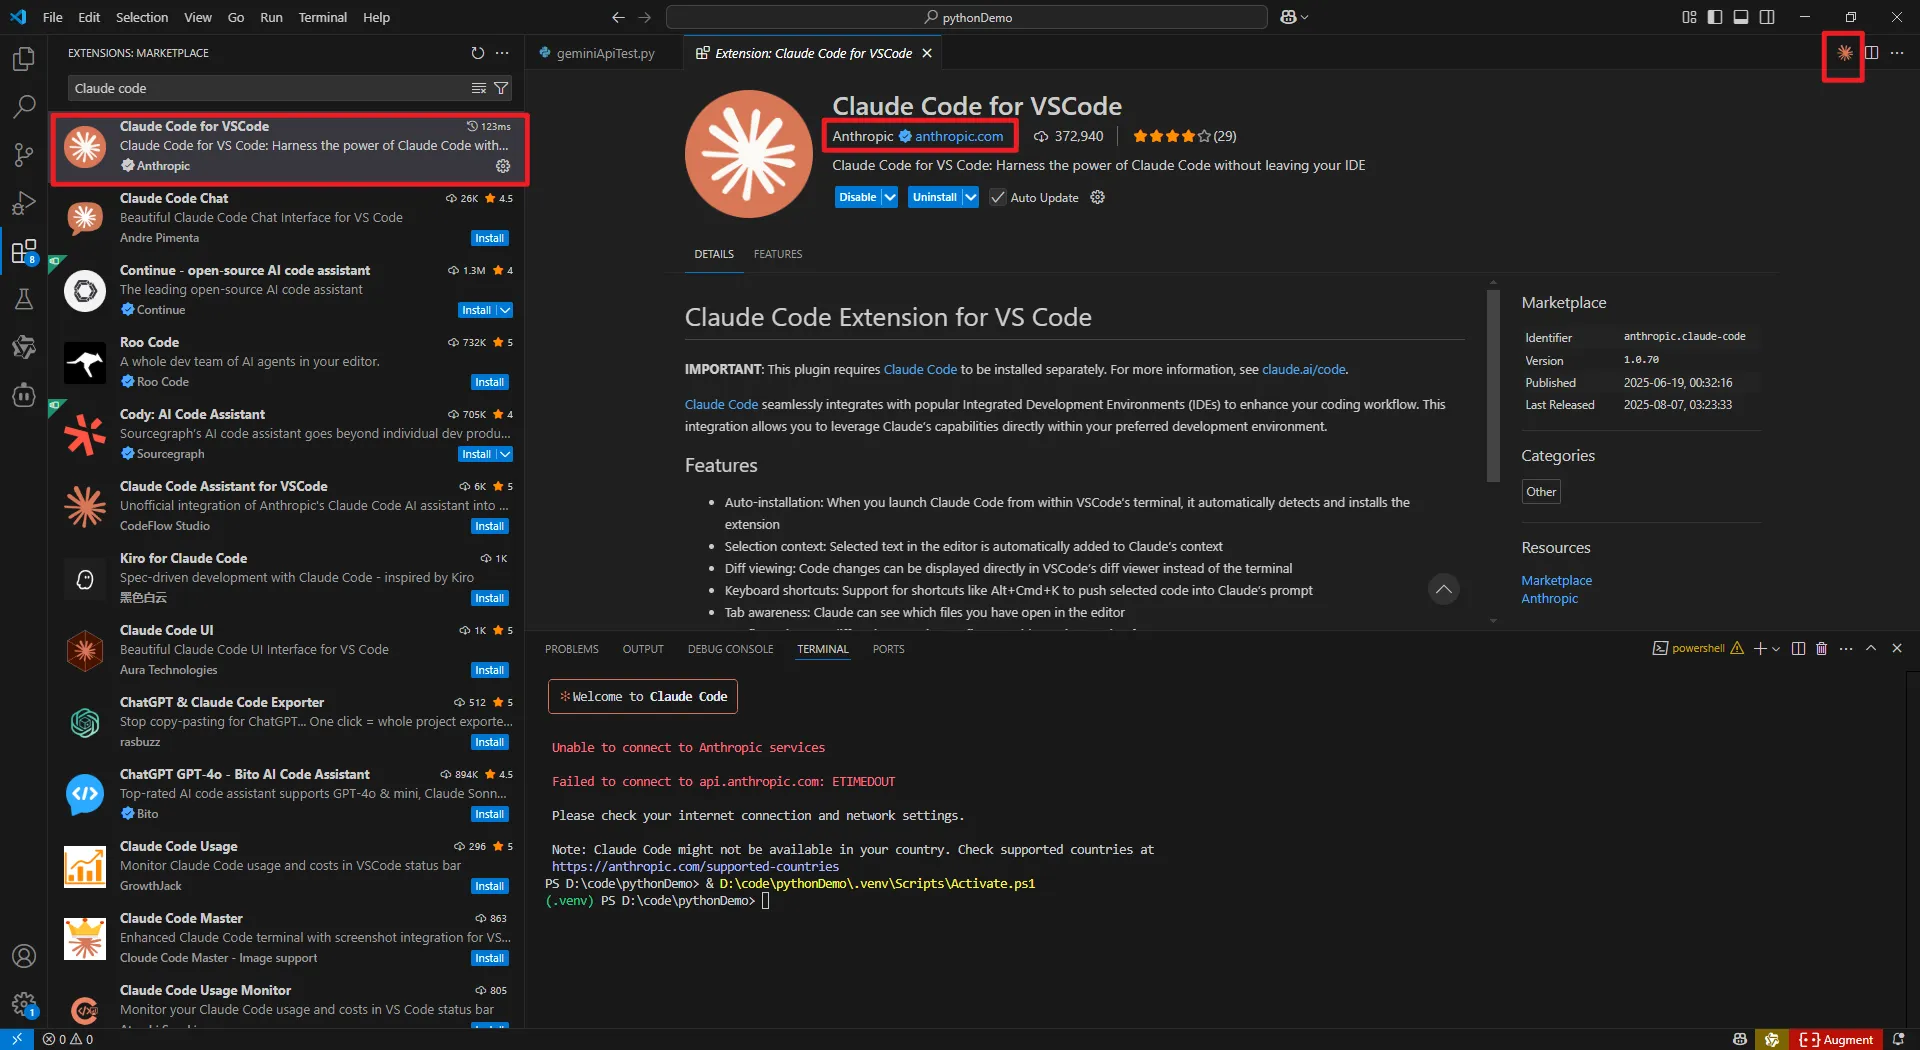 File Edit Selection View Go Run Terminal Help
pythonDemo
EXTENSIONS: MARKETPLACE
Claude code
Claude Code for VSCode 123ms
Claude Code for VS Code: Harness the power of Claude Code with...
Anthropic
Claude Code Chat 26K 4.5
Beautiful Claude Code Chat Interface for VS Code
Andre Pimenta Install
Continue - open-source AI code assistant 1.3M 4
The leading open-source AI code assistant
Continue Install
Roo Code 732K 5
A whole dev team of AI agents in your editor.
Roo Code Install
Cody: AI Code Assistant 705K 4
Sourcegraph's AI code assistant goes beyond individual dev produ...
Sourcegraph Install
Claude Code Assistant for VSCode 6K 5
Unofficial integration of Anthropic's Claude Code AI assistant into ...
CodeFlow Studio Install
Kiro for Claude Code 1K
Spec-driven development with Claude Code - inspired by Kiro
黑色白云 Install
Claude Code UI 1K 5
Beautiful Claude Code UI Interface for VS Code
Aura Technologies Install
ChatGPT & Claude Code Exporter 512 5
Stop copy-pasting for ChatGPT... One click = whole project exporte...
rasbuzz Install
ChatGPT GPT-4o - Bito AI Code Assistant 894K 4.5
Top-rated AI code assistant supports GPT-4o & mini, Claude Sonn...
Bito Install
Claude Code Usage 296 5
Monitor Claude Code usage and costs in VSCode status bar
GrowthJack Install
Claude Code Master 863
Enhanced Claude Code terminal with screenshot integration for VS...
Cloude Code Master - Image support Install
Claude Code Usage Monitor 805
Monitor your Claude Code usage and costs in VS Code status bar
8
1
geminiApiTest.py
Extension: Claude Code for VSCode
Claude Code for VSCode
Anthropic anthropic.com 372,940 (29)
Claude Code for VS Code: Harness the power of Claude Code without leaving your IDE
Disable Uninstall Auto Update
DETAILS FEATURES
Claude Code Extension for VS Code
IMPORTANT: This plugin requires Claude Code to be installed separately. For more information, see claude.ai/code.
Claude Code seamlessly integrates with popular Integrated Development Environments (IDEs) to enhance your coding workflow. This
integration allows you to leverage Claude's capabilities directly within your preferred development environment.
Features
• Auto-installation: When you launch Claude Code from within VSCode's terminal, it automatically detects and installs the
extension
• Selection context: Selected text in the editor is automatically added to Claude's context
• Diff viewing: Code changes can be displayed directly in VSCode's diff viewer instead of the terminal
• Keyboard shortcuts: Support for shortcuts like Alt+Cmd+K to push selected code into Claude's prompt
• Tab awareness: Claude can see which files you have open in the editor
Marketplace
Identifier anthropic.claude-code
Version 1.0.70
Published 2025-06-19, 00:32:16
Last Released 2025-08-07, 03:23:33
Categories
Other
Resources
Marketplace
Anthropic
PROBLEMS OUTPUT DEBUG CONSOLE TERMINAL PORTS
powershell
Welcome to Claude Code
Unable to connect to Anthropic services
Failed to connect to api.anthropic.com: ETIMEDOUT
Please check your internet connection and network settings.
Note: Claude Code might not be available in your country. Check supported countries at
https://anthropic.com/supported-countries
PS D:\code\pythonDemo> & D:\code\pythonDemo\.venv\Scripts\Activate.ps1
(.venv) PS D:\code\pythonDemo>
0 0
Augment